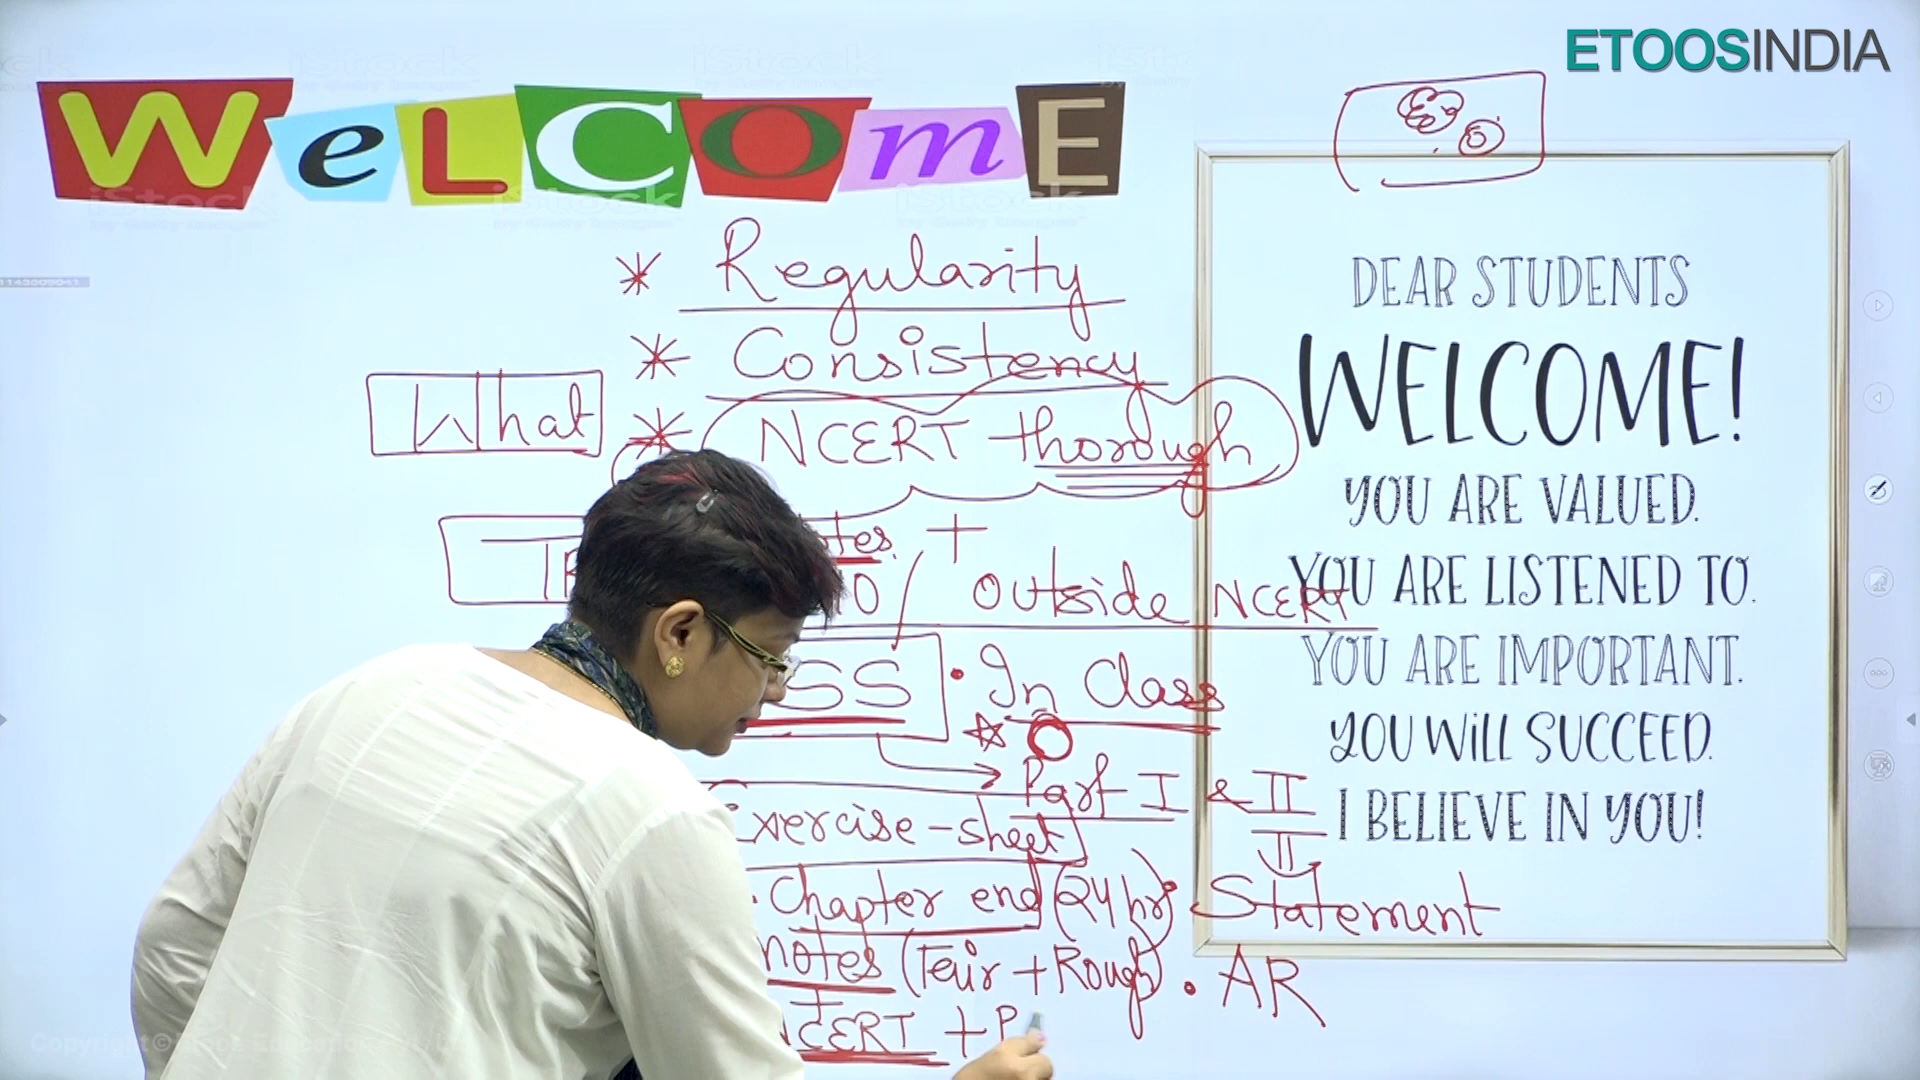 ETOOSINDIA
WeLCOmE
* Regularity
* Consistency
What * NCERT thorough
+
outside NCERT
• In Class
Part I & II
Exercise-sheet
II
• Chapter end (24 hr) • Statement
notes (Fair + Rough) • AR
+
NCERT + P
DEAR STUDENTS
WELCOME!
YOU ARE VALUED.
YOU ARE LISTENED TO.
YOU ARE IMPORTANT.
YOU WILL SUCCEED.
I BELIEVE IN YOU!
iStock